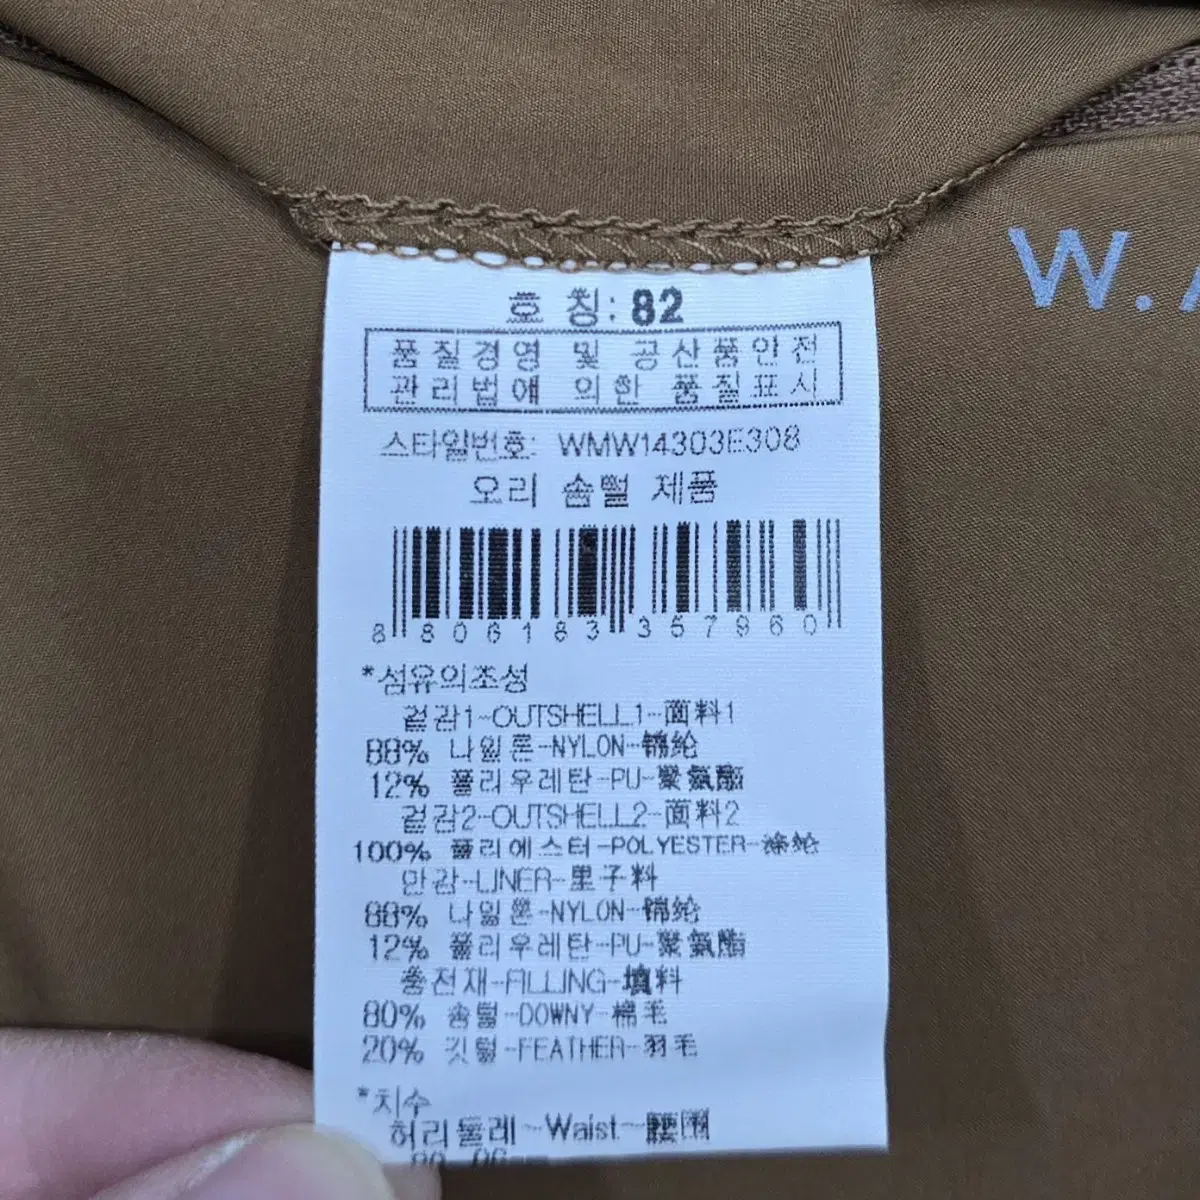 호 칭: 82
W.
품질경영 및 공산품안전
관리법에 의한 품질표시
스타일번호: WMW14303E308
오리 솜털 제품
8 806183 357960
*섬유의조성
겉감1-OUTSHELL1-面料1
88% 나일론-NYLON-锦纶
12% 폴리우레탄-PU-聚氨酯
겉감2-OUTSHELL2-面料2
100% 폴리에스터-POLYESTER-涤纶
안감-LINER-里子料
88% 나일론-NYLON-锦纶
12% 폴리우레탄-PU-聚氨酯
충전재-FILLING-填料
80% 솜털-DOWNY-棉毛
20% 깃털-FEATHER-羽毛
*치수
허리둘레-Waist-腰围